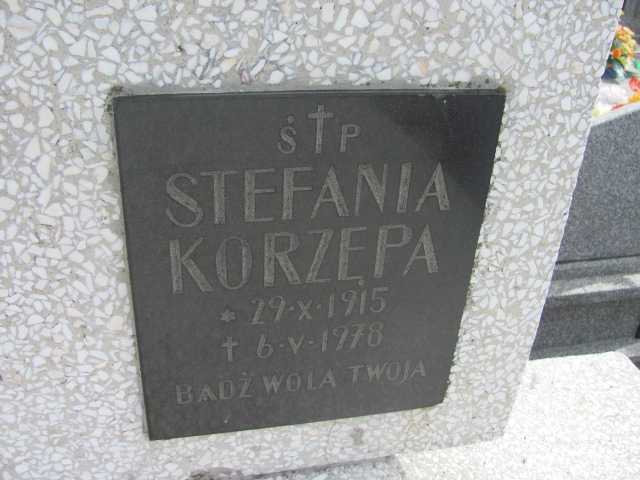 Ś✝P
STEFANIA
KORZĘPA
* 29·X·1915
✝ 6·V·1978
BĄDŹ WOLA TWOJA